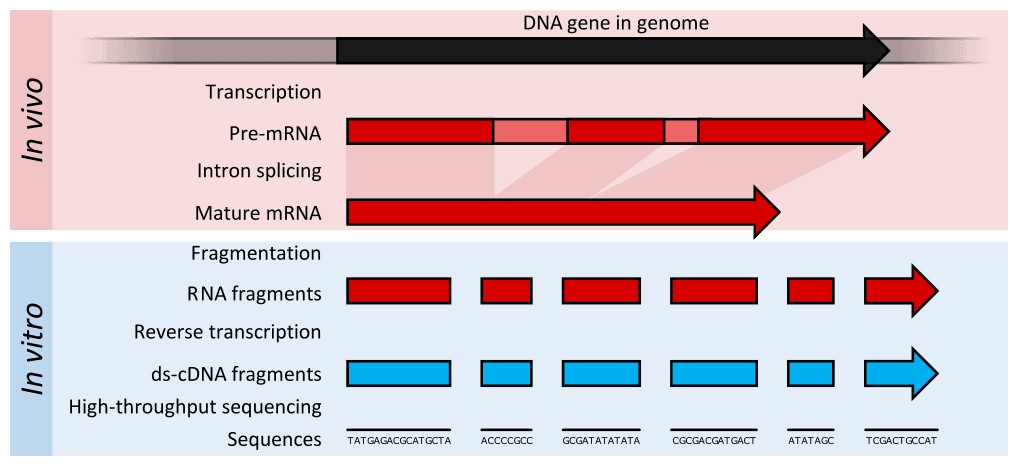 In vivo
DNA gene in genome
Transcription
Pre-mRNA
Intron splicing
Mature mRNA
In vitro
Fragmentation
RNA fragments
Reverse transcription
ds-cDNA fragments
High-throughput sequencing
Sequences TATGAGACGCATGCTA ACCCCGCC GCGATATATATA CGCGACGATGACT ATATAGC TCGACTGCCAT